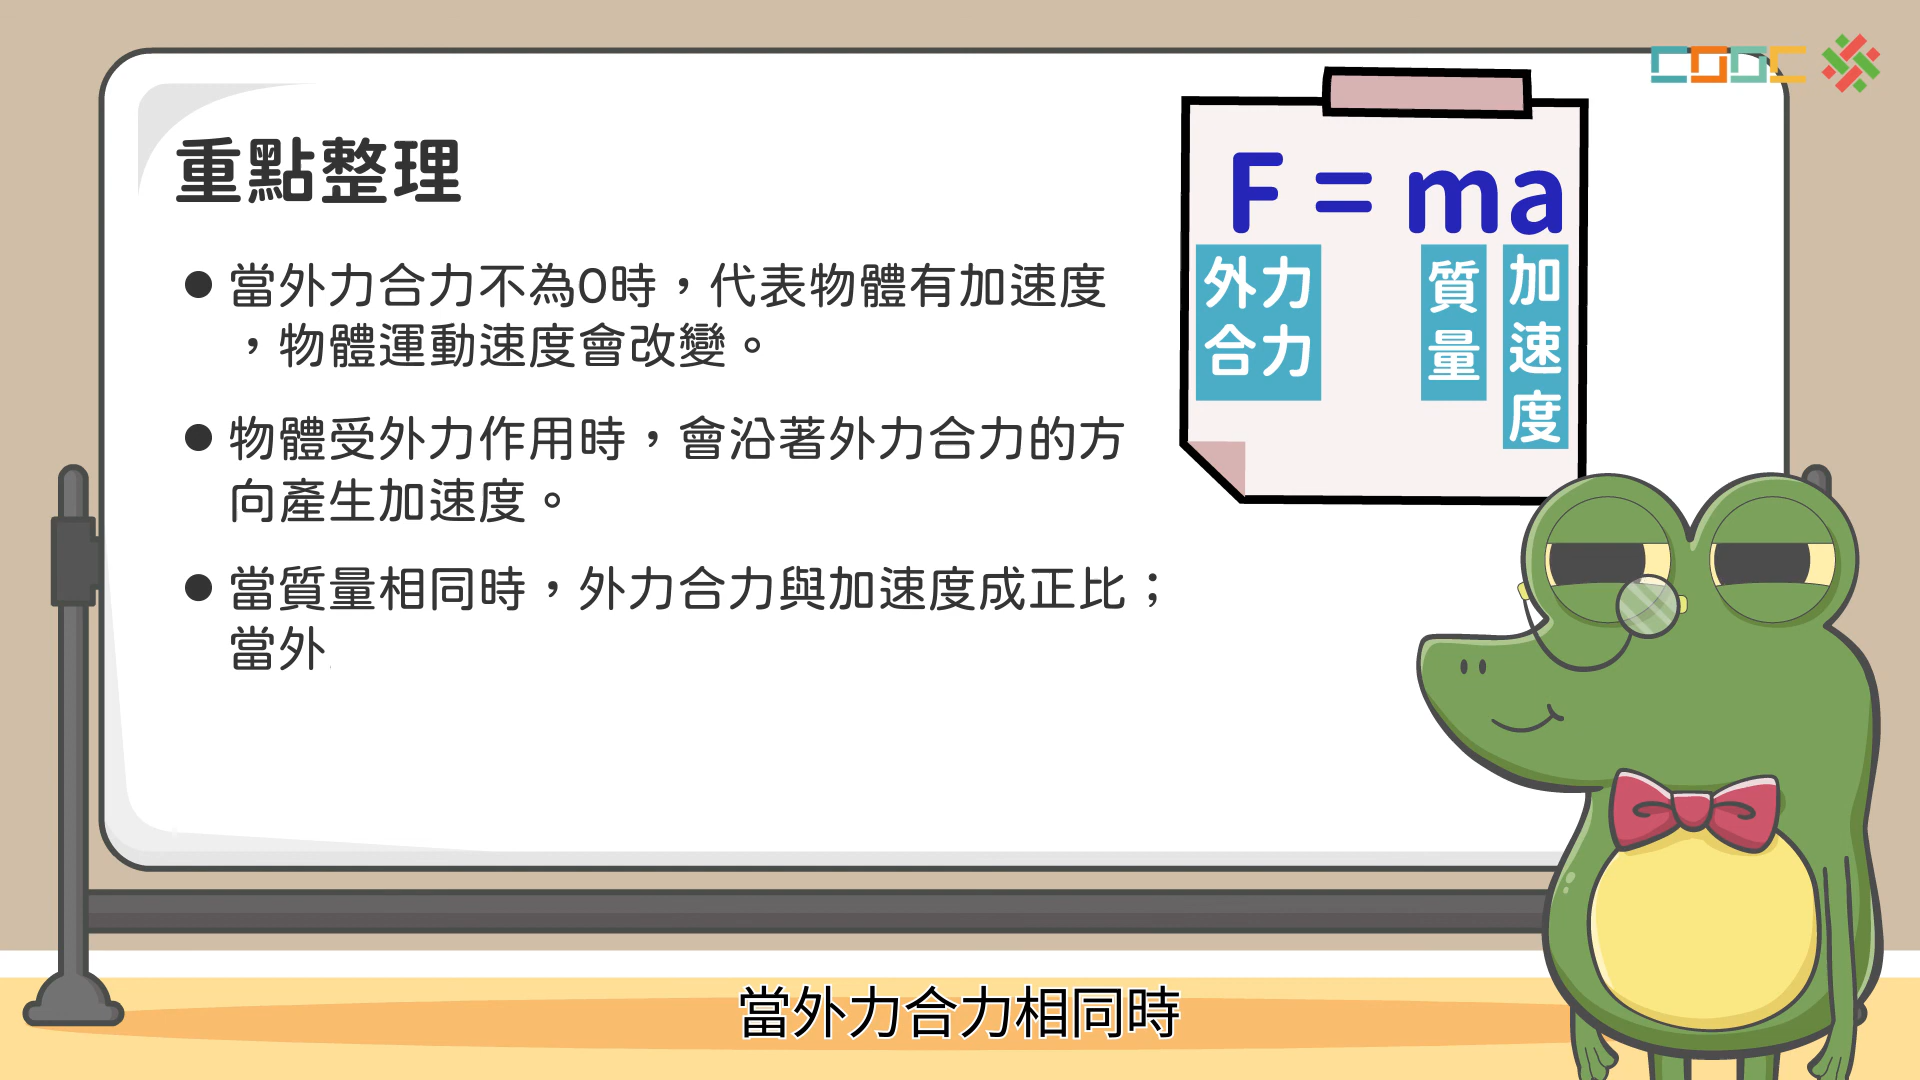 重點整理
當外力合力不為0時，代表物體有加速度
，物體運動速度會改變。
物體受外力作用時，會沿著外力合力的方
向產生加速度。
當質量相同時，外力合力與加速度成正比；
當外
F = ma
外力
合力
質量
加速度
當外力合力相同時
COOC